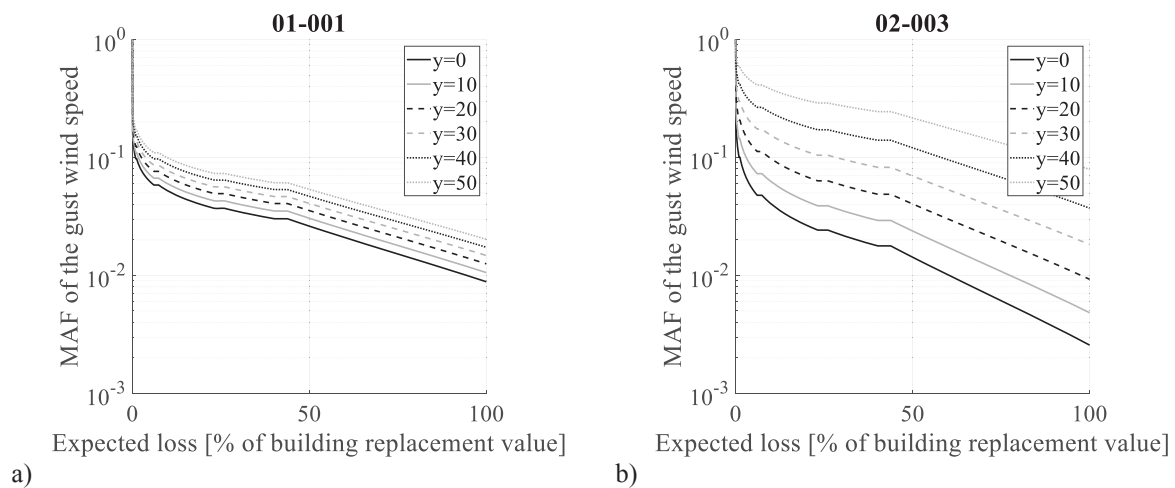 01-001
10^0
10^-1
10^-2
10^-3
MAF of the gust wind speed
y=0
y=10
y=20
y=30
y=40
y=50
0
50
100
Expected loss [% of building replacement value]
a)
02-003
10^0
10^-1
10^-2
10^-3
MAF of the gust wind speed
y=0
y=10
y=20
y=30
y=40
y=50
0
50
100
Expected loss [% of building replacement value]
b)